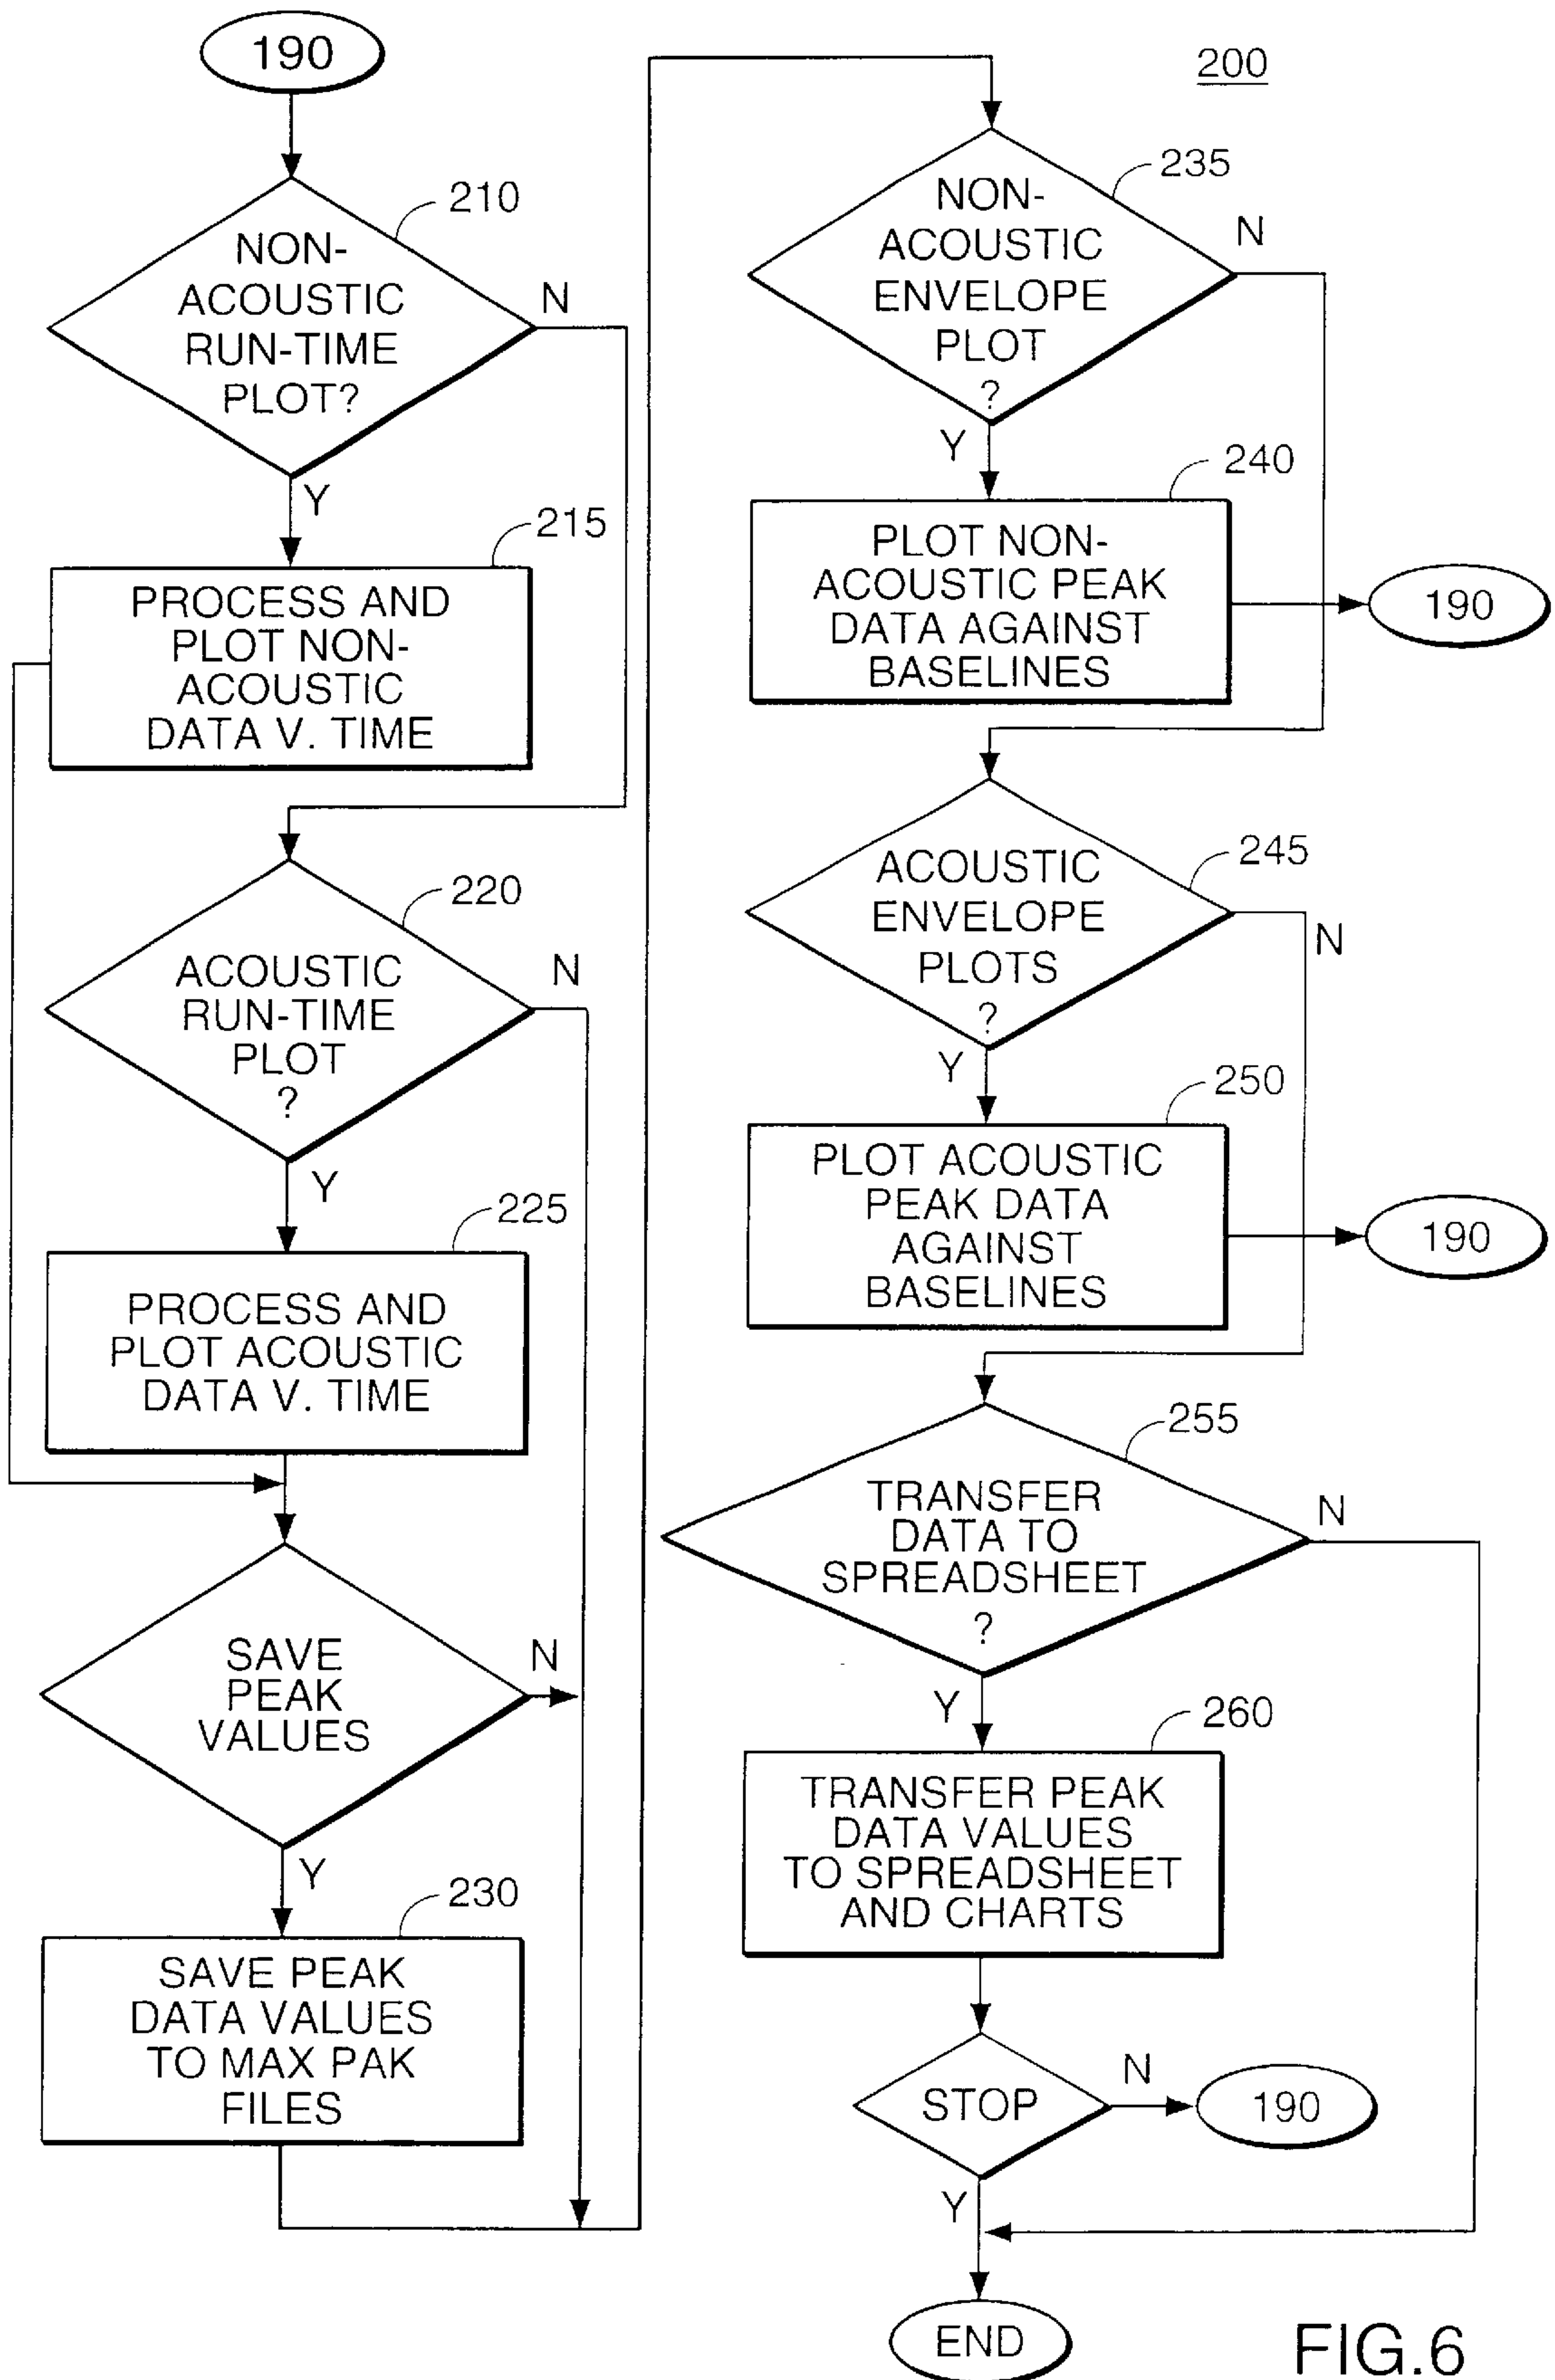 190
210
NON-
ACOUSTIC
RUN-TIME
PLOT?
N
Y
215
PROCESS AND
PLOT NON-
ACOUSTIC
DATA V. TIME
220
ACOUSTIC
RUN-TIME
PLOT
?
N
Y
225
PROCESS AND
PLOT ACOUSTIC
DATA V. TIME
SAVE
PEAK
VALUES
N
Y
230
SAVE PEAK
DATA VALUES
TO MAX PAK
FILES
200
235
NON-
ACOUSTIC
ENVELOPE
PLOT
?
N
Y
240
PLOT NON-
ACOUSTIC PEAK
DATA AGAINST
BASELINES
190
245
ACOUSTIC
ENVELOPE
PLOTS
?
N
Y
250
PLOT ACOUSTIC
PEAK DATA
AGAINST
BASELINES
190
255
TRANSFER
DATA TO
SPREADSHEET
?
N
Y
260
TRANSFER PEAK
DATA VALUES
TO SPREADSHEET
AND CHARTS
STOP
N
190
Y
END
FIG.6